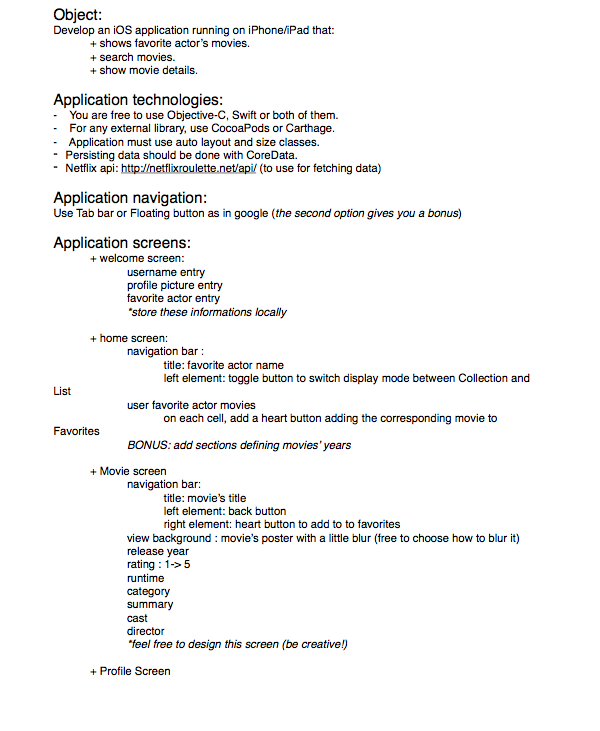 Object:
Develop an iOS application running on iPhone/iPad that:
+ shows favorite actor's movies.
+ search movies.
+ show movie details.
Application technologies:
- You are free to use Objective-C, Swift or both of them.
- For any external library, use CocoaPods or Carthage.
- Application must use auto layout and size classes.
- Persisting data should be done with CoreData.
- Netflix api: http://netflixroulette.net/api/ (to use for fetching data)
Application navigation:
Use Tab bar or Floating button as in google (the second option gives you a bonus)
Application screens:
+ welcome screen:
username entry
profile picture entry
favorite actor entry
*store these informations locally
+ home screen:
navigation bar :
title: favorite actor name
left element: toggle button to switch display mode between Collection and
List
user favorite actor movies
on each cell, add a heart button adding the corresponding movie to
Favorites
BONUS: add sections defining movies' years
+ Movie screen
navigation bar:
title: movie's title
left element: back button
right element: heart button to add to to favorites
view background : movie's poster with a little blur (free to choose how to blur it)
release year
rating : 1-> 5
runtime
category
summary
cast
director
*feel free to design this screen (be creative!)
+ Profile Screen